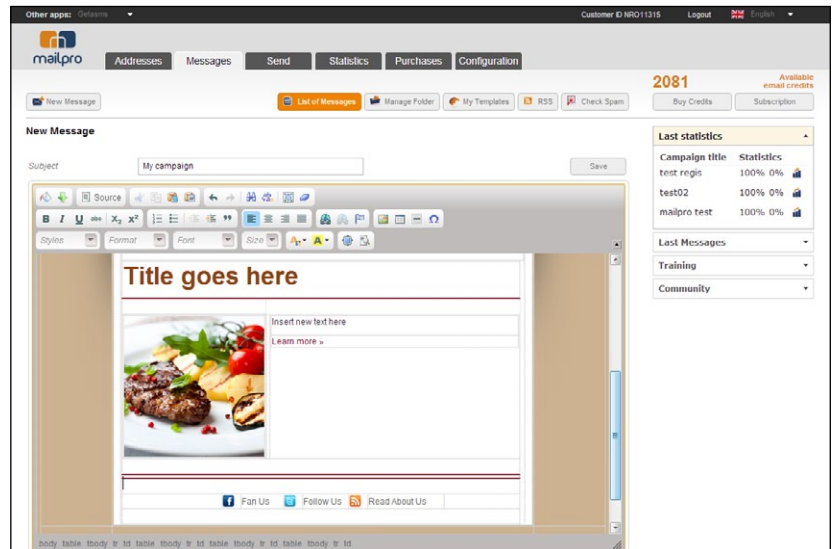 Other apps: Getasms Customer ID NRO11315 Logout English
mailpro
Addresses Messages Send Statistics Purchases Configuration
2081 Available email credits
New Message List of Messages Manage Folder My Templates RSS Check Spam Buy Credits Subscription
New Message
Last statistics
Subject My campaign Save
Campaign title Statistics
test regis 100% 0%
test02 100% 0%
mailpro test 100% 0%
Source
B I U abc X₂ X²
Styles Format Font Size
Last Messages
Training
Community
Title goes here
Insert new text here
Learn more »
Fan Us Follow Us Read About Us
body table tbody tr td table tbody tr td table tbody tr td table tbody tr td